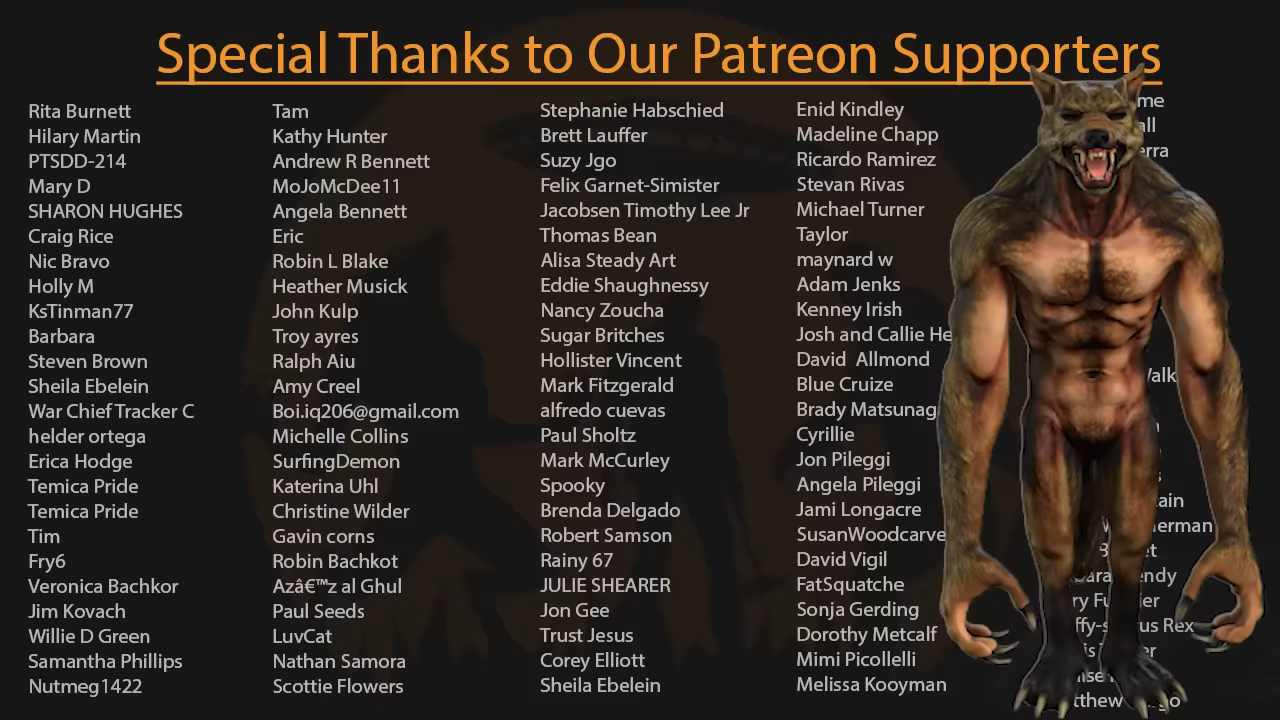 Special Thanks to Our Patreon Supporters
Rita Burnett
Hilary Martin
PTSDD-214
Mary D
SHARON HUGHES
Craig Rice
Nic Bravo
Holly M
KsTinman77
Barbara
Steven Brown
Sheila Ebelein
War Chief Tracker C
helder ortega
Erica Hodge
Temica Pride
Temica Pride
Tim
Fry6
Veronica Bachkor
Jim Kovach
Willie D Green
Samantha Phillips
Nutmeg1422
Tam
Kathy Hunter
Andrew R Bennett
MoJoMcDee11
Angela Bennett
Eric
Robin L Blake
Heather Musick
John Kulp
Troy ayres
Ralph Aiu
Amy Creel
Boi.iq206@gmail.com
Michelle Collins
SurfingDemon
Katerina Uhl
Christine Wilder
Gavin corns
Robin Bachkot
Azâ€™z al Ghul
Paul Seeds
LuvCat
Nathan Samora
Scottie Flowers
Stephanie Habschied
Brett Lauffer
Suzy Jgo
Felix Garnet-Simister
Jacobsen Timothy Lee Jr
Thomas Bean
Alisa Steady Art
Eddie Shaughnessy
Nancy Zoucha
Sugar Britches
Hollister Vincent
Mark Fitzgerald
alfredo cuevas
Paul Sholtz
Mark McCurley
Spooky
Brenda Delgado
Robert Samson
Rainy 67
JULIE SHEARER
Jon Gee
Trust Jesus
Corey Elliott
Sheila Ebelein
Enid Kindley
Madeline Chapp
Ricardo Ramirez
Stevan Rivas
Michael Turner
Taylor
maynard w
Adam Jenks
Kenney Irish
Josh and Callie He
David  Allmond
Blue Cruize
Brady Matsunag
Cyrillie
Jon Pileggi
Angela Pileggi
Jami Longacre
SusanWoodcarve
David Vigil
FatSquatche
Sonja Gerding
Dorothy Metcalf
Mimi Picollelli
Melissa Kooyman
Rex